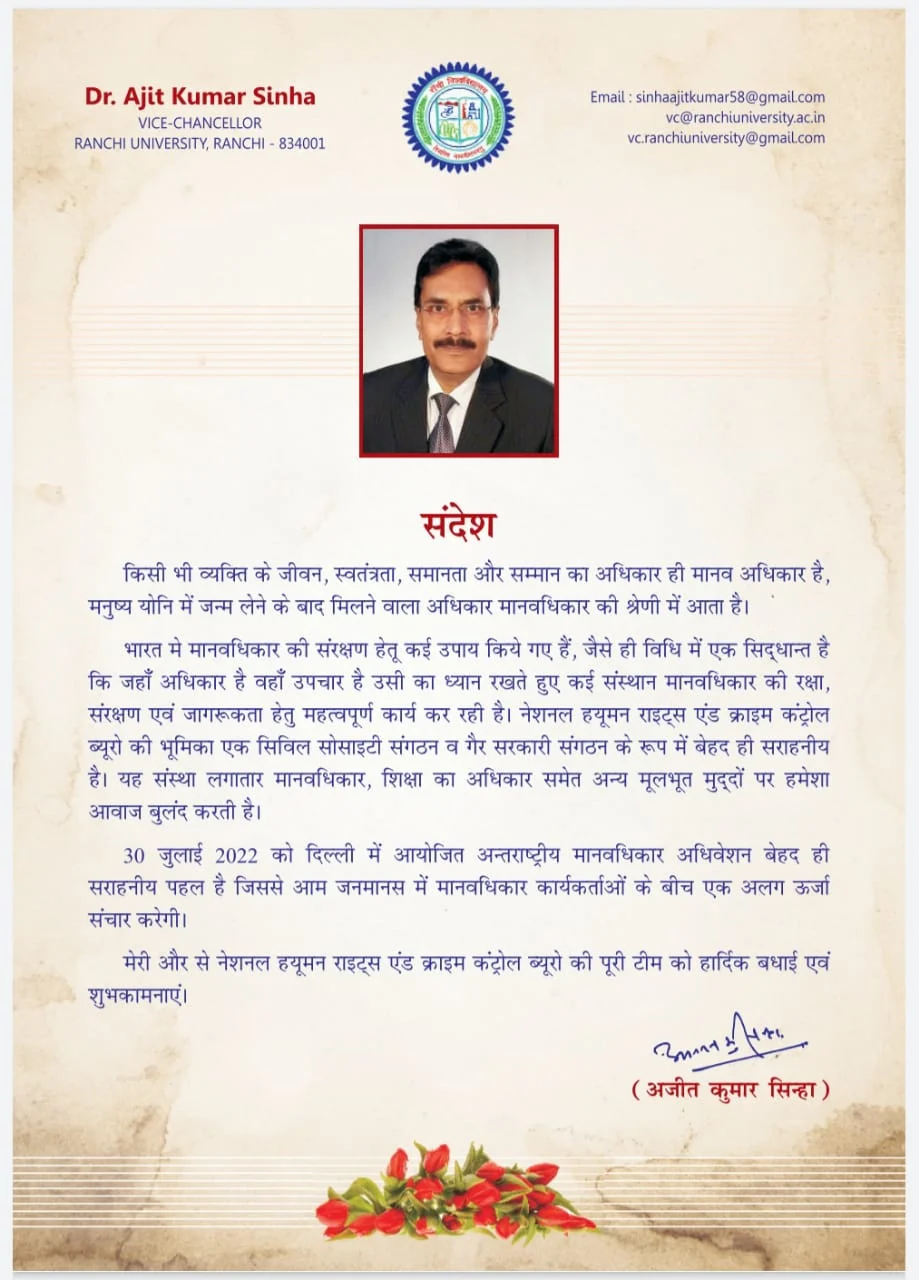 Dr. Ajit Kumar Sinha
VICE-CHANCELLOR
RANCHI UNIVERSITY, RANCHI - 834001
राँची विश्वविद्यालय
Email : sinhaajitkumar58@gmail.com
vc@ranchiuniversity.ac.in
vc.ranchiuniversity@gmail.com
संदेश
किसी भी व्यक्ति के जीवन, स्वतंत्रता, समानता और सम्मान का अधिकार ही मानव अधिकार है,
मनुष्य योनि में जन्म लेने के बाद मिलने वाला अधिकार मानवधिकार की श्रेणी में आता है।
भारत मे मानवधिकार की संरक्षण हेतू कई उपाय किये गए हैं, जैसे ही विधि में एक सिद्धान्त है
कि जहाँ अधिकार है वहाँ उपचार है उसी का ध्यान रखते हुए कई संस्थान मानवधिकार की रक्षा,
संरक्षण एवं जागरूकता हेतु महत्वपूर्ण कार्य कर रही है। नेशनल हयूमन राइट्स एंड क्राइम कंट्रोल
ब्यूरो की भूमिका एक सिविल सोसाइटी संगठन व गैर सरकारी संगठन के रूप में बेहद ही सराहनीय
है। यह संस्था लगातार मानवधिकार, शिक्षा का अधिकार समेत अन्य मूलभूत मुद्दों पर हमेशा
आवाज बुलंद करती है।
30 जुलाई 2022 को दिल्ली में आयोजित अन्तराष्ट्रीय मानवधिकार अधिवेशन बेहद ही
सराहनीय पहल है जिससे आम जनमानस में मानवधिकार कार्यकर्ताओं के बीच एक अलग ऊर्जा
संचार करेगी।
मेरी और से नेशनल हयूमन राइट्स एंड क्राइम कंट्रोल ब्यूरो की पूरी टीम को हार्दिक बधाई एवं
शुभकामनाएं।
( अजीत कुमार सिन्हा )